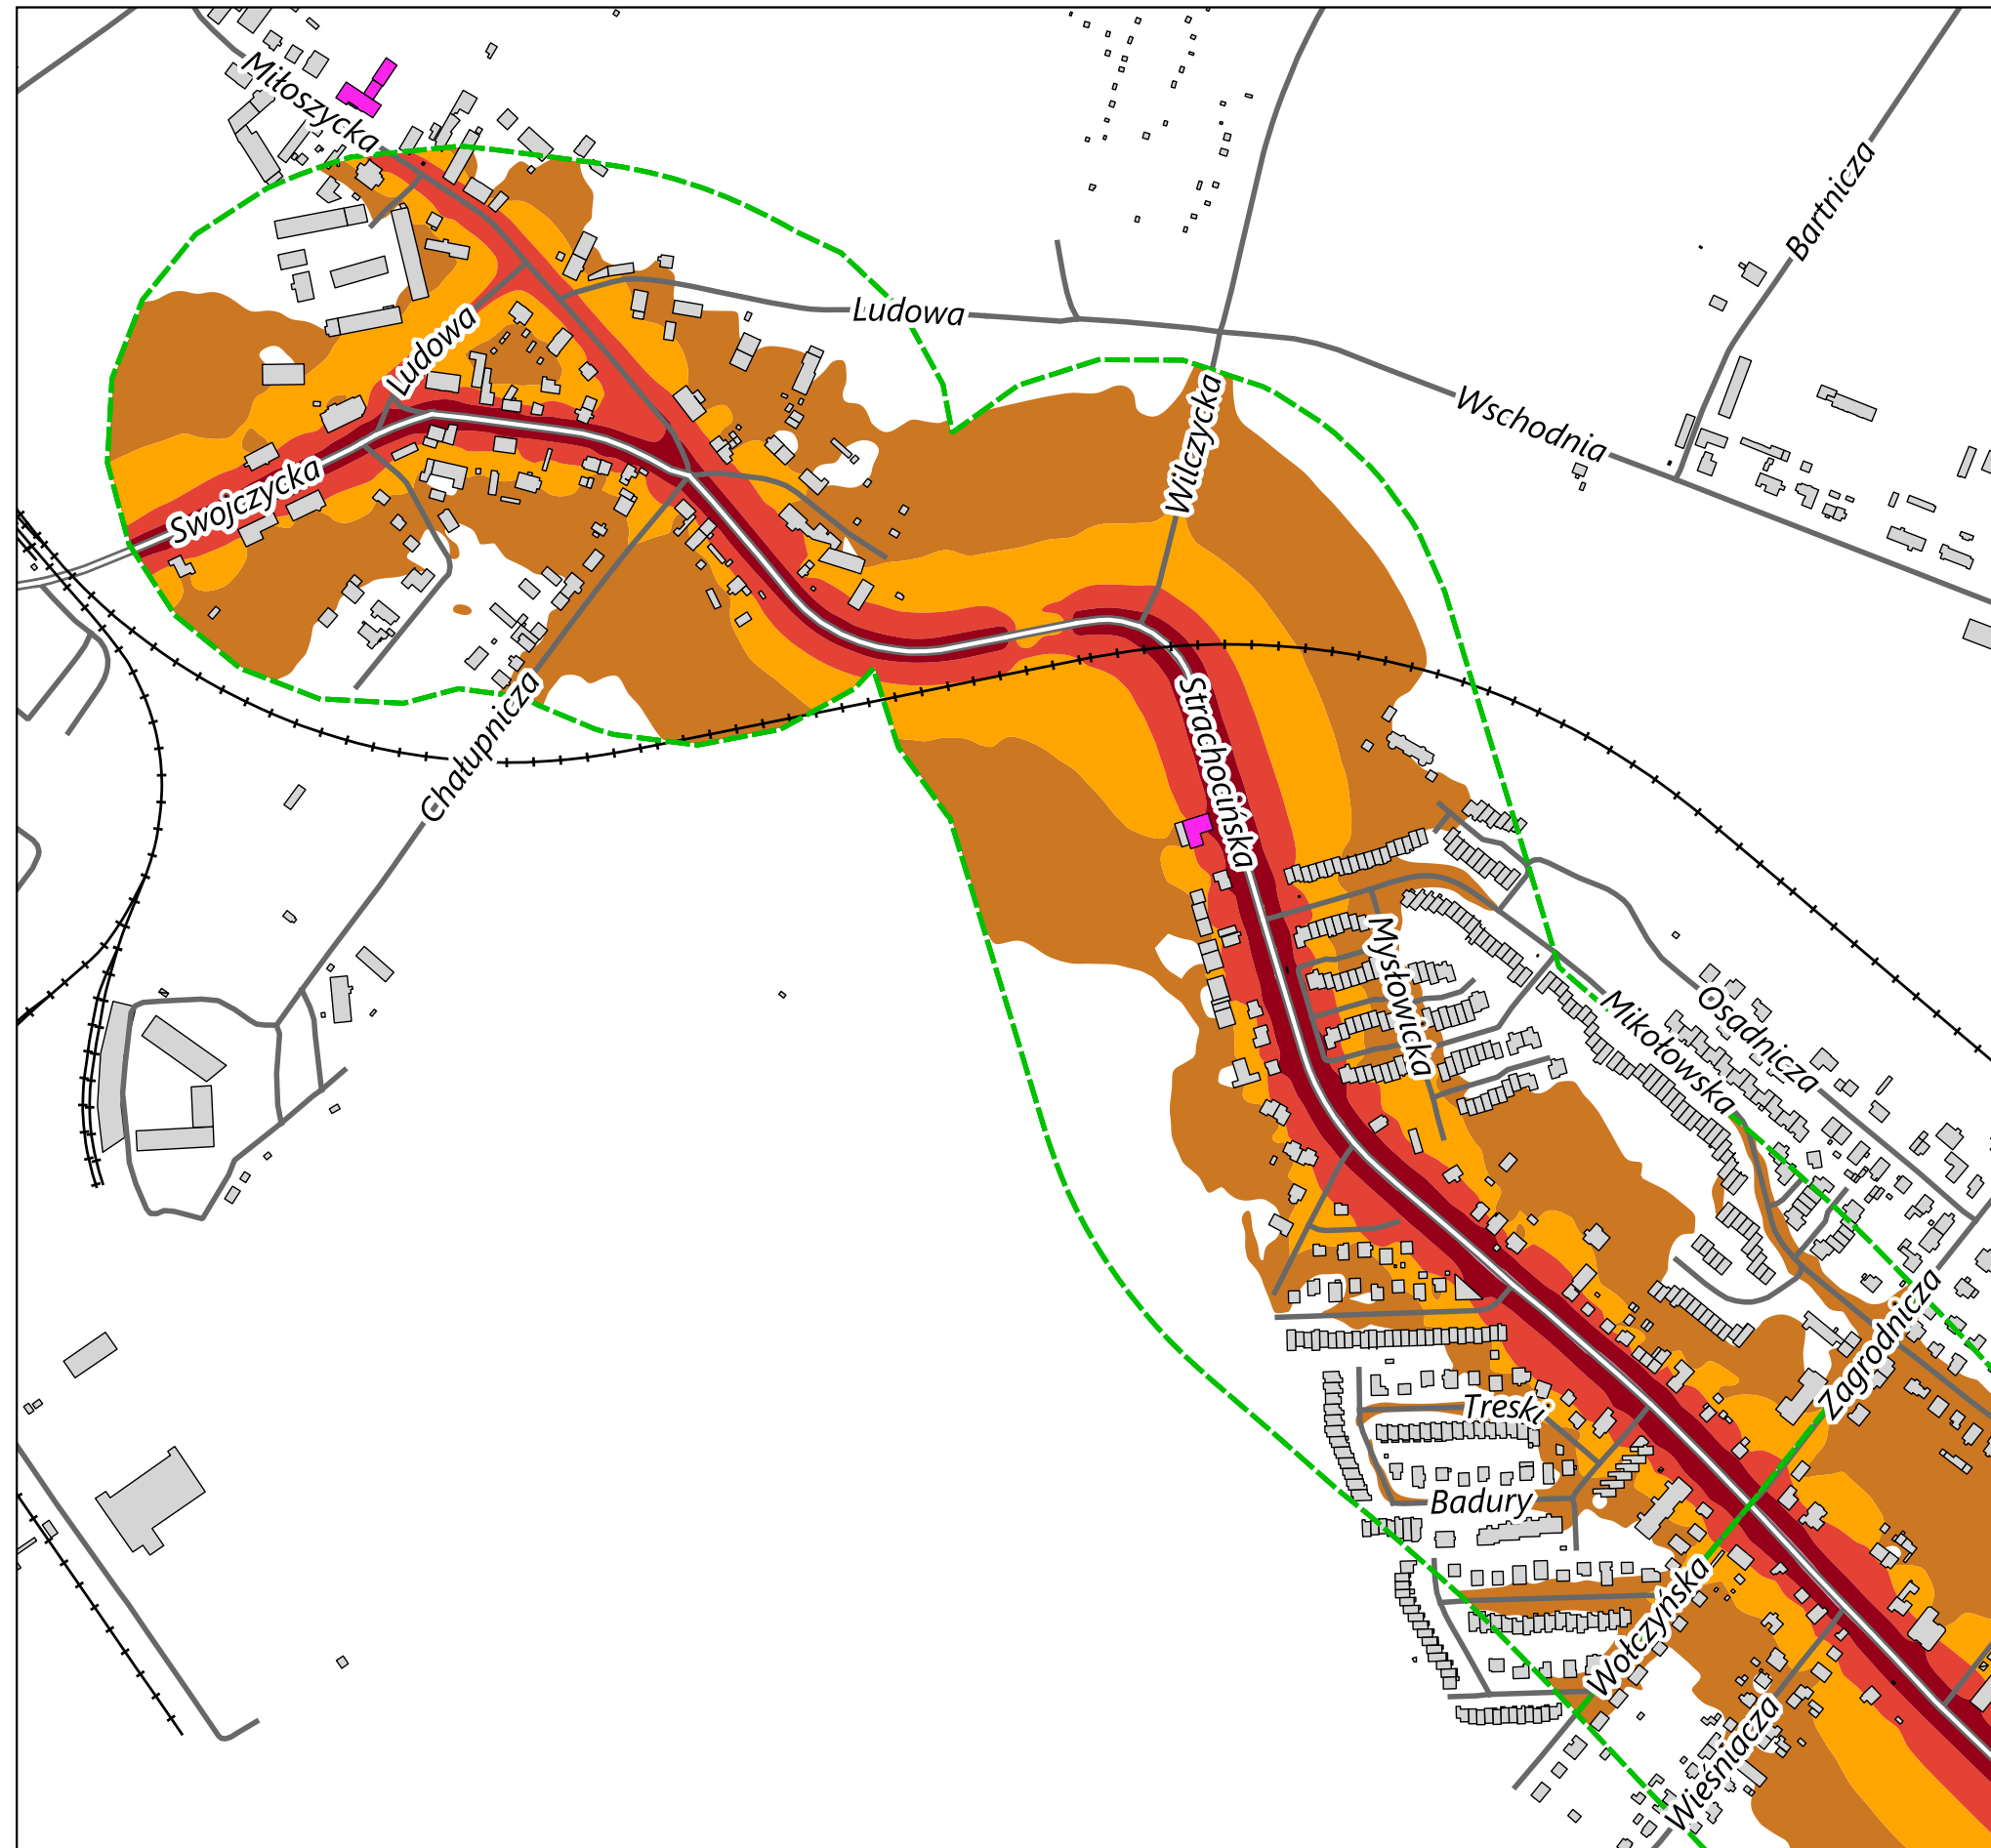 Miłoszycka
Bartnicza
Ludowa
Ludowa
Wschodnia
Wilczycka
Swojczycka
Chałupnicza
Strachocińska
Mysłowicka
Osadnicza
Mikołowska
Zagrodnicza
Treski
Badury
Wołczyńska
Wieśniacza